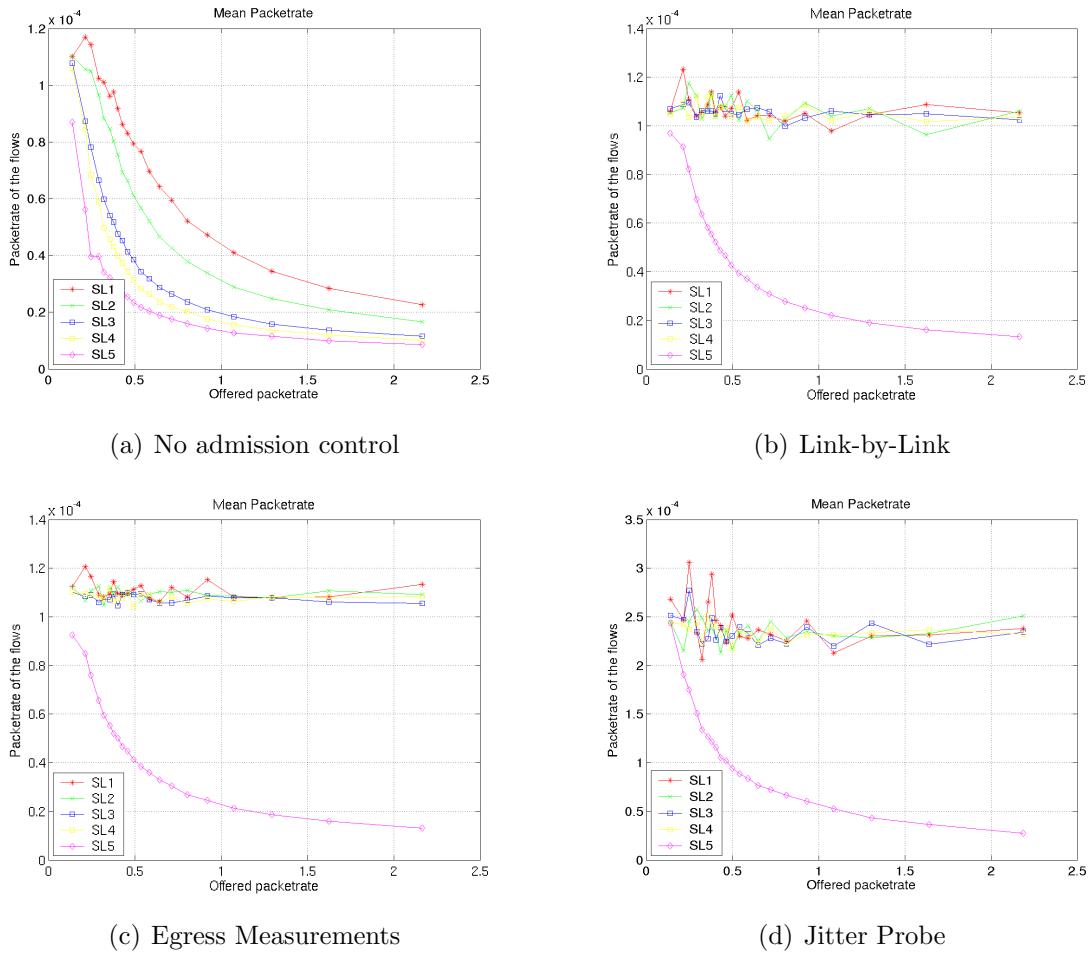 Mean Packetrate
x 10^-4
1.2
1
0.8
0.6
0.4
0.2
0
Packetrate of the flows
SL1
SL2
SL3
SL4
SL5
0 0.5 1 1.5 2 2.5
Offered packetrate
(a) No admission control
Mean Packetrate
x 10^-4
1.4
1.2
1
0.8
0.6
0.4
0.2
0
Packetrate of the flows
SL1
SL2
SL3
SL4
SL5
0 0.5 1 1.5 2 2.5
Offered packetrate
(b) Link-by-Link
Mean Packetrate
x 10^-4
1.4
1.2
1
0.8
0.6
0.4
0.2
0
Packetrate of the flows
SL1
SL2
SL3
SL4
SL5
0 0.5 1 1.5 2 2.5
Offered packetrate
(c) Egress Measurements
Mean Packetrate
x 10^-4
3.5
3
2.5
2
1.5
1
0.5
0
Packetrate of the flows
SL1
SL2
SL3
SL4
SL5
0 0.5 1 1.5 2 2.5
Offered packetrate
(d) Jitter Probe